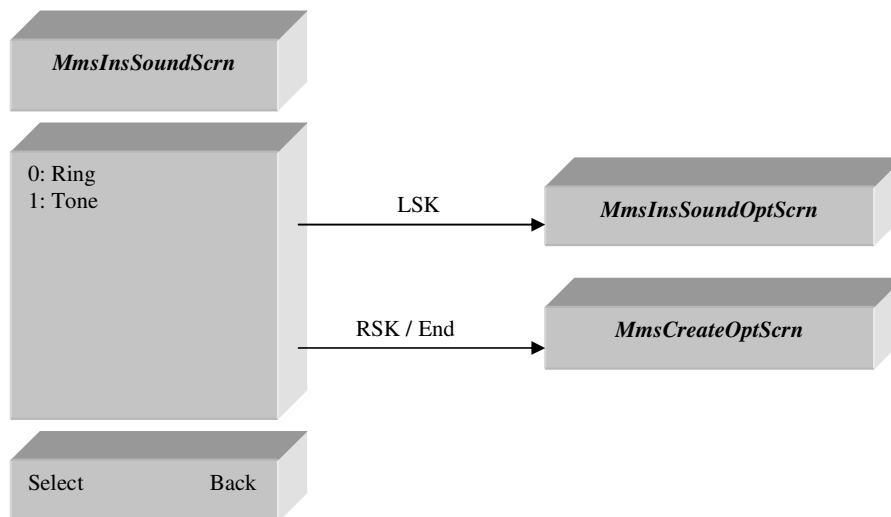 MmsInsSoundScrn
0: Ring
1: Tone
LSK
MmsInsSoundOptScrn
RSK / End
MmsCreateOptScrn
Select Back